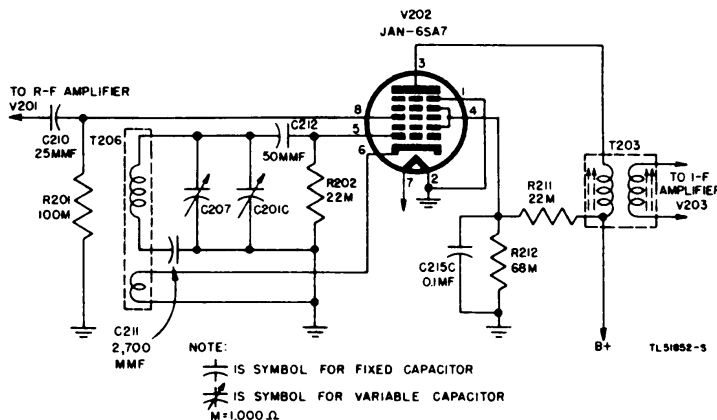 V202
JAN-6SA7
TO R-F AMPLIFIER
V201
C210
25MMF
T206
C212
50MMF
3
1
4
8
5
6
7
2
R201
100M
C207
C201C
R202
22M
C211
2,700
MMF
C215C
0.1MF
R212
68M
R211
22M
T203
TO I-F
AMPLIFIER
V203
B+
TL51852-S
NOTE:
IS SYMBOL FOR FIXED CAPACITOR
IS SYMBOL FOR VARIABLE CAPACITOR
M=1,000 Ω